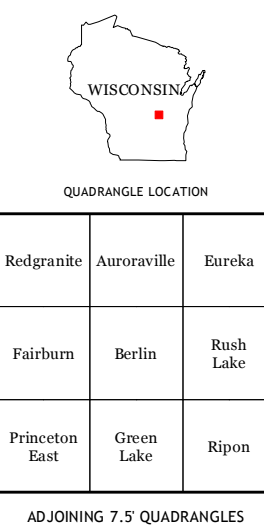 WISCONSIN
QUADRANGLE LOCATION
Redgranite Auroraville Eureka
Fairburn Berlin Rush
Lake
Princeton
East Green
Lake Ripon
ADJOINING 7.5' QUADRANGLES